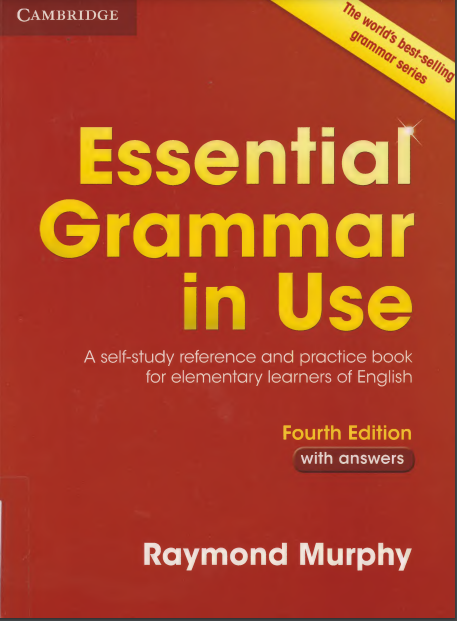 CAMBRIDGE
The world's best-selling
grammar series
Essential
Grammar
in Use
A self-study reference and practice book
for elementary learners of English
Fourth Edition
with answers
Raymond Murphy